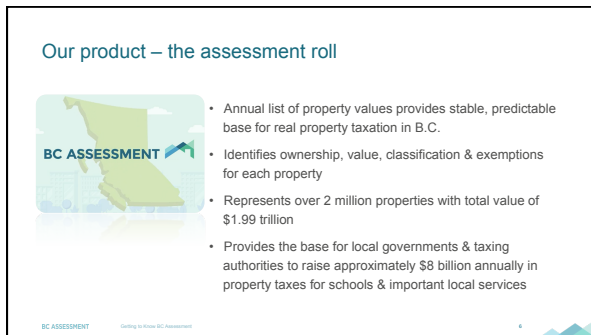 Our product – the assessment roll
BC ASSESSMENT
• Annual list of property values provides stable, predictable
base for real property taxation in B.C.
• Identifies ownership, value, classification & exemptions
for each property
• Represents over 2 million properties with total value of
$1.99 trillion
• Provides the base for local governments & taxing
authorities to raise approximately $8 billion annually in
property taxes for schools & important local services
BC ASSESSMENT Getting to Know BC Assessment 6